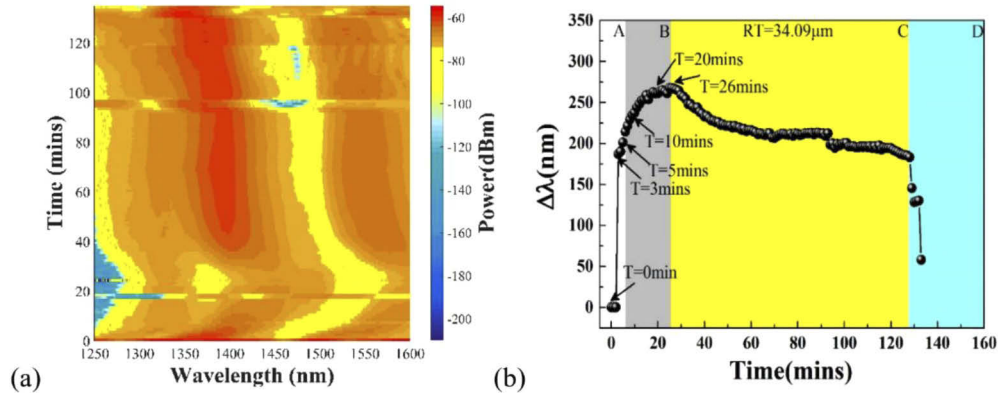 120
100
80
60
40
20
0
Time (mins)
1250 1300 1350 1400 1450 1500 1550 1600
Wavelength (nm)
-60
-80
-100
-120
-140
-160
-180
-200
Power(dBm)
(a)
350
300
250
200
150
100
50
0
Δλ(nm)
A B RT=34.09μm C D
T=20mins
T=26mins
T=10mins
T=5mins
T=3mins
T=0min
0 20 40 60 80 100 120 140 160
Time(mins)
(b)